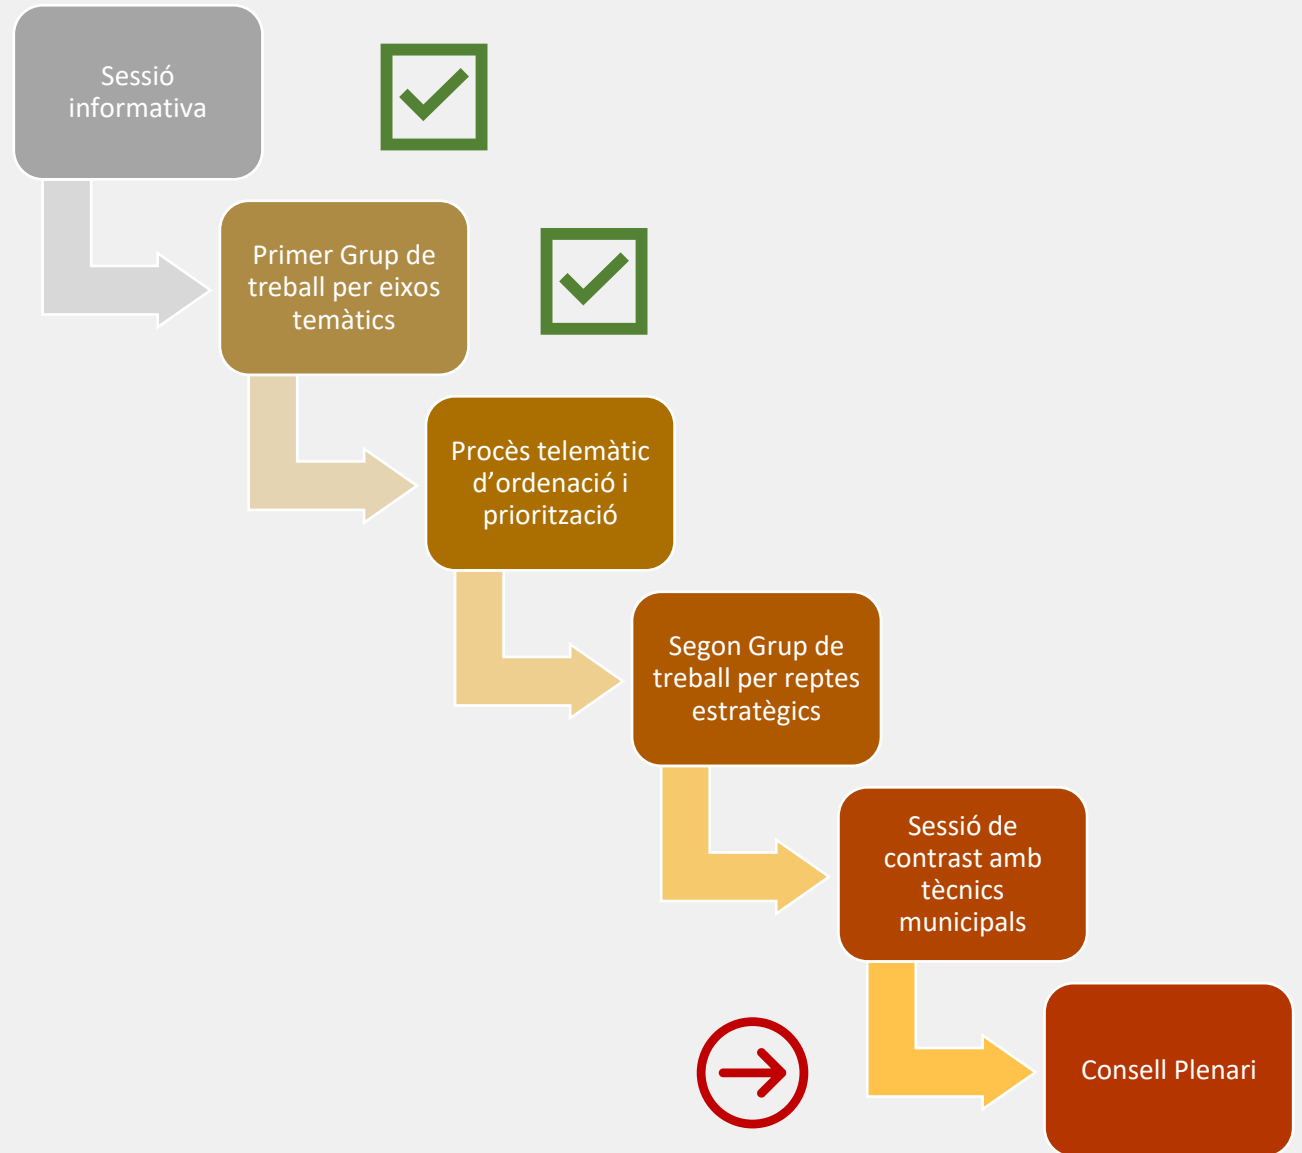 Sessió
informativa
Primer Grup de
treball per eixos
temàtics
Procès telemàtic
d’ordenació i
priorització
Segon Grup de
treball per reptes
estratègics
Sessió de
contrast amb
tècnics
municipals
Consell Plenari